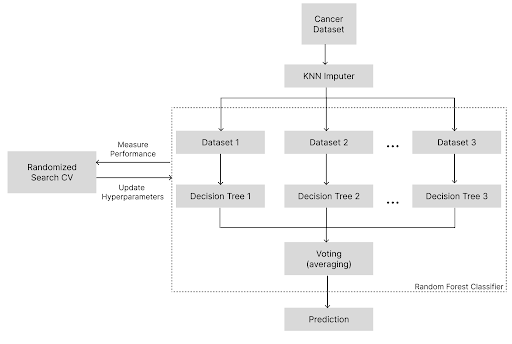 Cancer
Dataset
KNN Imputer
Dataset 1
Dataset 2
...
Dataset 3
Measure
Performance
Randomized
Search CV
Update
Hyperparameters
Decision Tree 1
Decision Tree 2
...
Decision Tree 3
Voting
(averaging)
Random Forest Classifier
Prediction